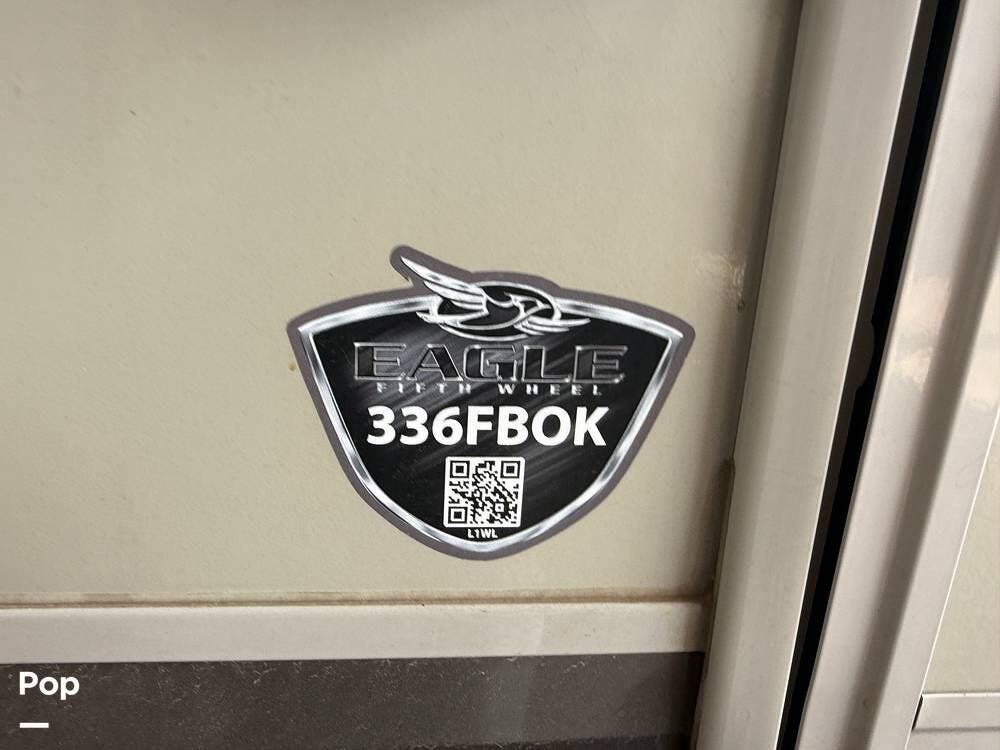 EAGLE
FIFTH WHEEL
336FBOK
L1WL
Pop